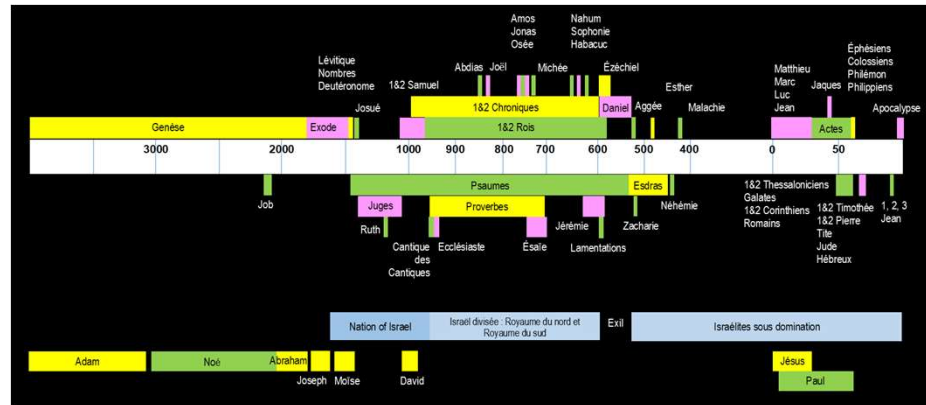 Amos
Jonas
Osée
Nahum
Sophonie
Habacuc
Lévitique
Nombres
Deutéronome
Josué
1&2 Samuel
Abdias
Joël
Michée
Ézéchiel
Esther
Matthieu
Marc
Luc
Jean
Jaques
Éphésiens
Colossiens
Philémon
Philippiens
Apocalypse
1&2 Chroniques
Daniel
Aggée
Malachie
Genèse
Exode
1&2 Rois
Actes
3000 2000 1000 900 800 700 600 500 400 0 50
Job
Psaumes
Esdras
Néhémie
Juges
Proverbes
Ruth
Cantique
des
Cantiques
Ecclésiaste
Ésaïe
Jérémie
Lamentations
Zacharie
1&2 Thessaloniciens
Galates
1&2 Corinthiens
Romains
1&2 Timothée
1&2 Pierre
Tite
Jude
Hébreux
1, 2, 3
Jean
Nation of Israel
Israël divisée : Royaume du nord et
Royaume du sud
Exil
Israélites sous domination
Adam
Noé
Abraham
Joseph
Moïse
David
Jésus
Paul